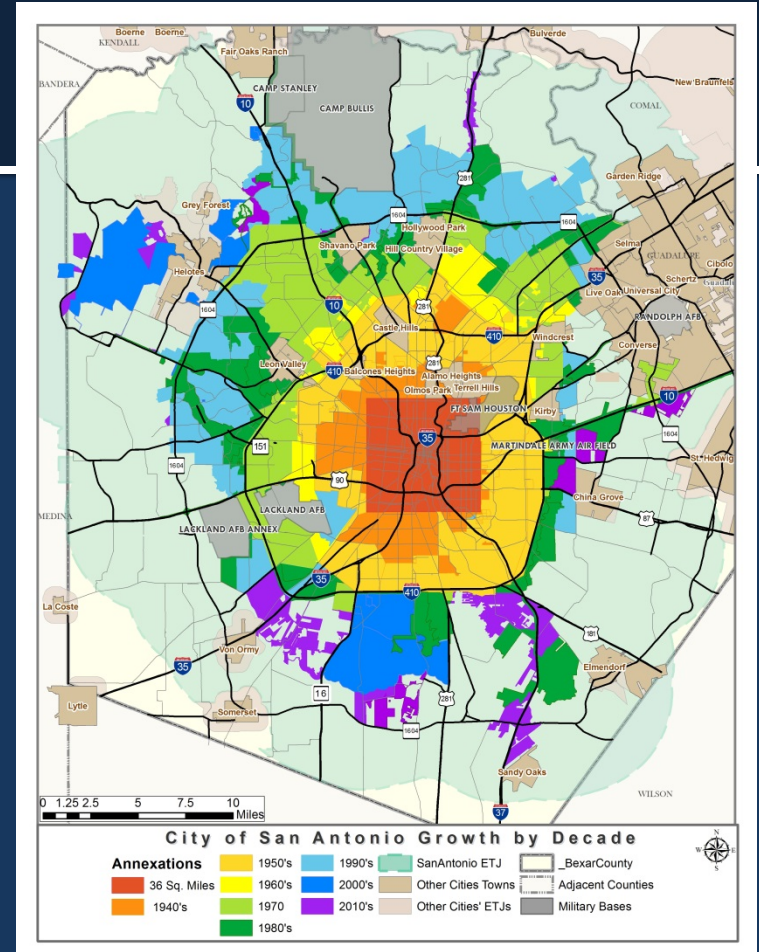 Boerne Boerne
Bulverde
KENDALL
Fair Oaks Ranch
BANDERA
CAMP STANLEY
New Braunfels
10
CAMP BULLIS
COMAL
281
Garden Ridge
Grey Forest
1604
1604
Hollywood Park
Shavano Park
Hill Country Village
Selma
GUADALUPE
Cibolo
Helotes
35
Schertz
Live Oak
Universal City
1604
10
281
RANDOLPH AFB
Castle Hills
410
Windcrest
Converse
Leon Valley
410
Balcones Heights
281
Alamo Heights
Olmos Park
Terrell Hills
10
FT SAM HOUSTON
Kirby
1604
151
35
MARTINDALE ARMY AIR FIELD
St. Hedwig
1604
90
China Grove
LACKLAND AFB
MEDINA
87
LACKLAND AFB ANNEX
35
410
La Coste
181
Von Ormy
35
Elmendorf
16
281
Lytle
Somerset
1604
Sandy Oaks
WILSON
37
0 1.25 2.5 5 7.5 10
Miles
City of San Antonio Growth by Decade
N
W E
S
Annexations
36 Sq. Miles
1940's
1950's
1960's
1970
1980's
1990's
2000's
2010's
SanAntonio ETJ
Other Cities Towns
Other Cities' ETJs
_BexarCounty
Adjacent Counties
Military Bases